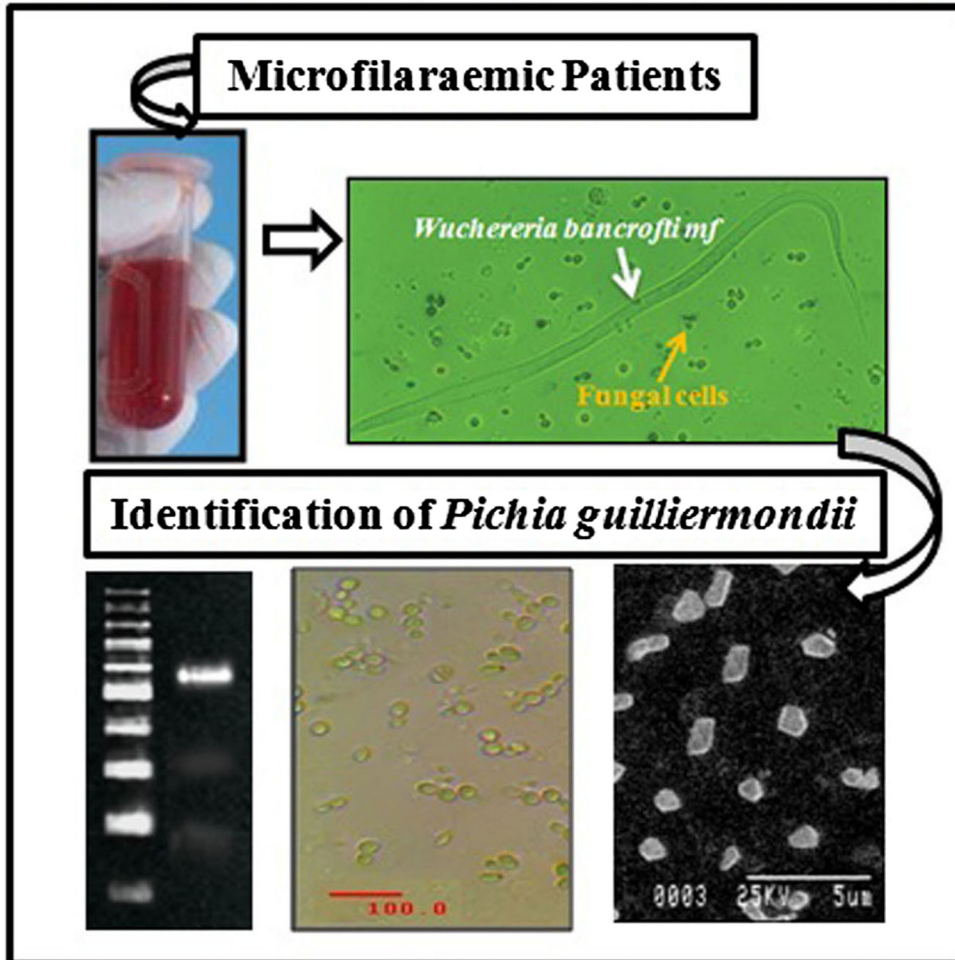 Microfilaraemic Patients
Wuchereria bancrofti mf
Fungal cells
Identification of Pichia guilliermondii
100.0
0003 25KV 5um